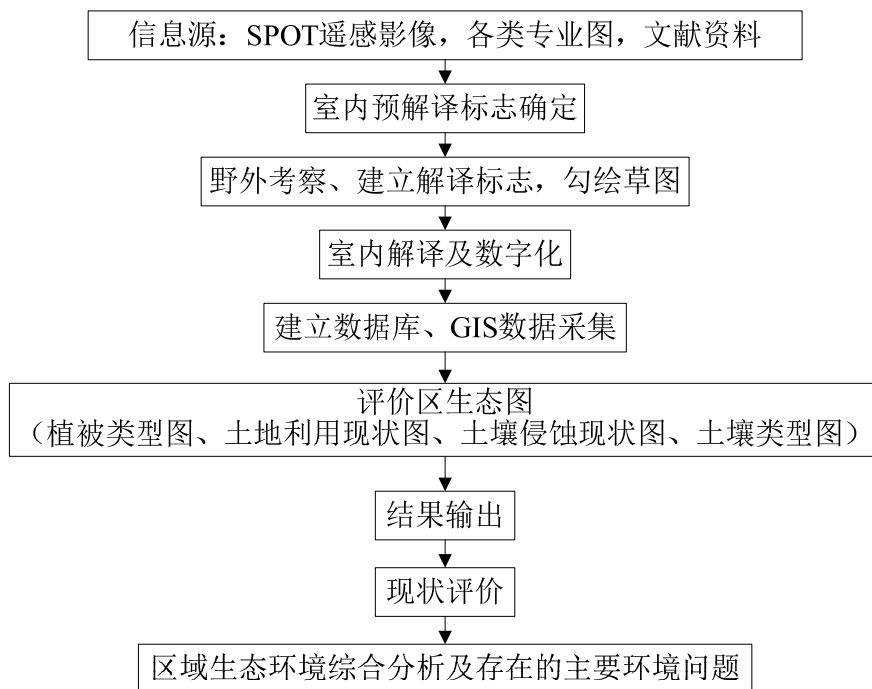 信息源：SPOT遥感影像，各类专业图，文献资料
室内预解译标志确定
野外考察、建立解译标志，勾绘草图
室内解译及数字化
建立数据库、GIS数据采集
评价区生态图
（植被类型图、土地利用现状图、土壤侵蚀现状图、土壤类型图）
结果输出
现状评价
区域生态环境综合分析及存在的主要环境问题